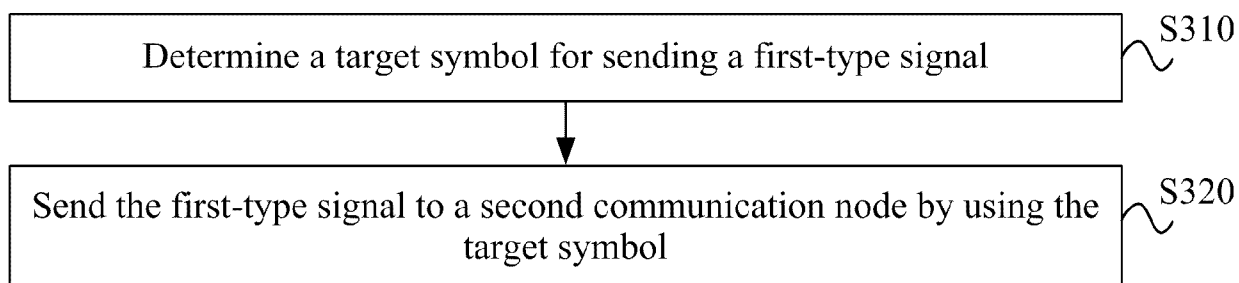 Determine a target symbol for sending a first-type signal
S310
Send the first-type signal to a second communication node by using the
target symbol
S320